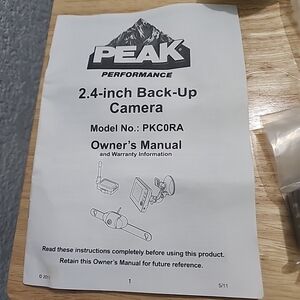 PEAK
PERFORMANCE
2.4-inch Back-Up
Camera
Model No.: PKC0RA
Owner's Manual
and Warranty Information
Read these instructions completely before using this product.
Retain this Owner's Manual for future reference.
1
5/11